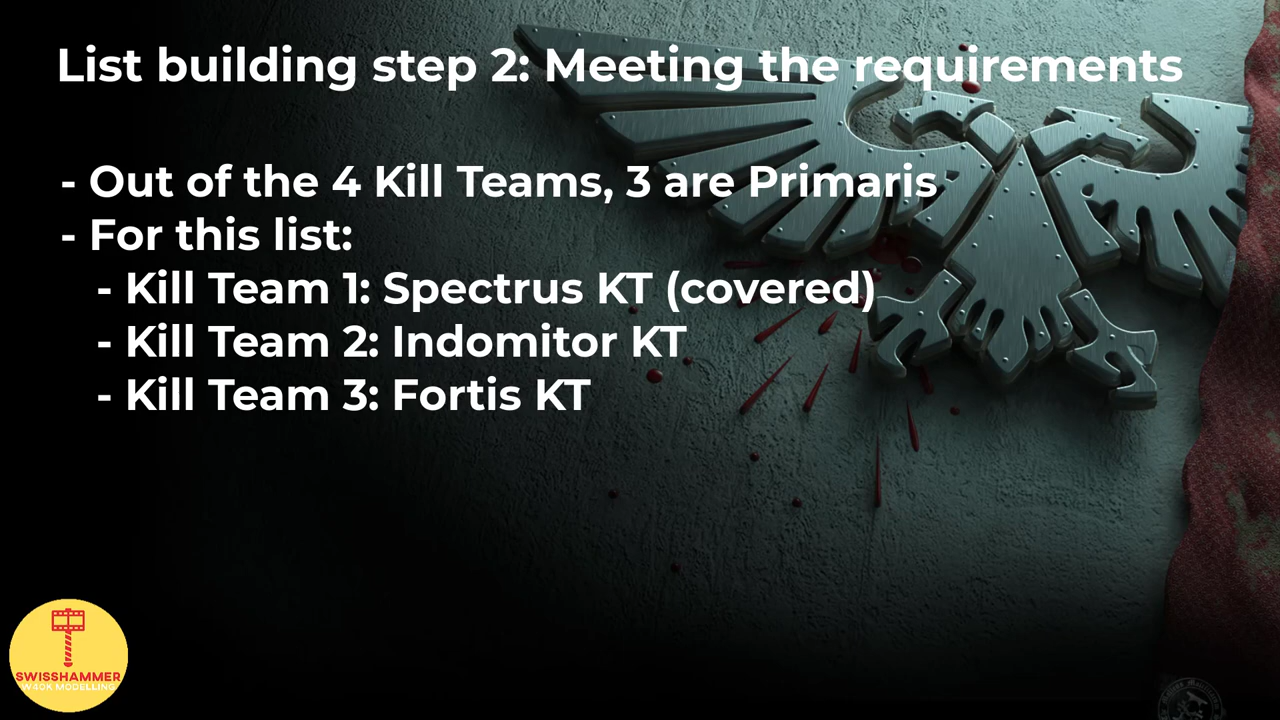 List building step 2: Meeting the requirements
- Out of the 4 Kill Teams, 3 are Primaris
- For this list:
- Kill Team 1: Spectrus KT (covered)
- Kill Team 2: Indomitor KT
- Kill Team 3: Fortis KT
SWISSHAMMER
W40K MODELLING